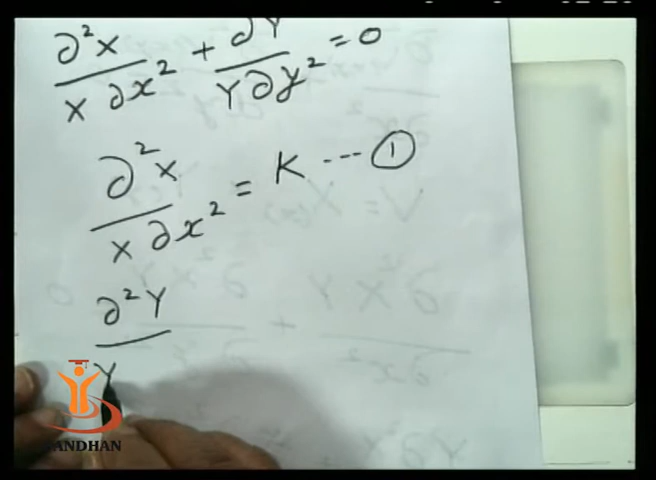 ∂²X / X ∂x² + ∂Y / Y ∂y² = 0
∂²X / X ∂x² = K --- ①
∂²Y / Y
ANDHAN